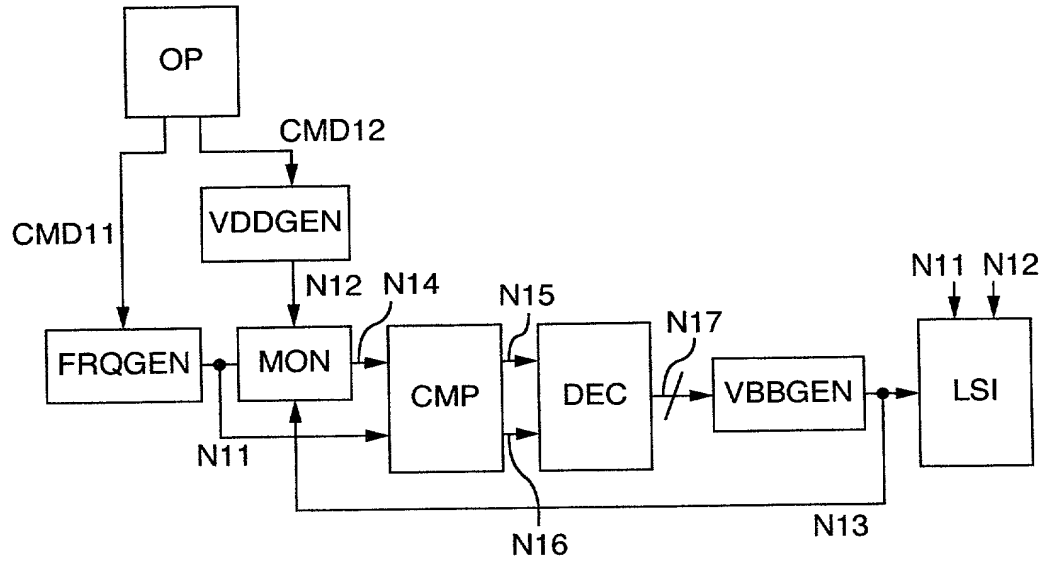 OP
CMD12
VDDGEN
CMD11
N12
N14
N15
N17
N11
N12
FRQGEN
MON
CMP
DEC
VBBGEN
LSI
N11
N16
N13